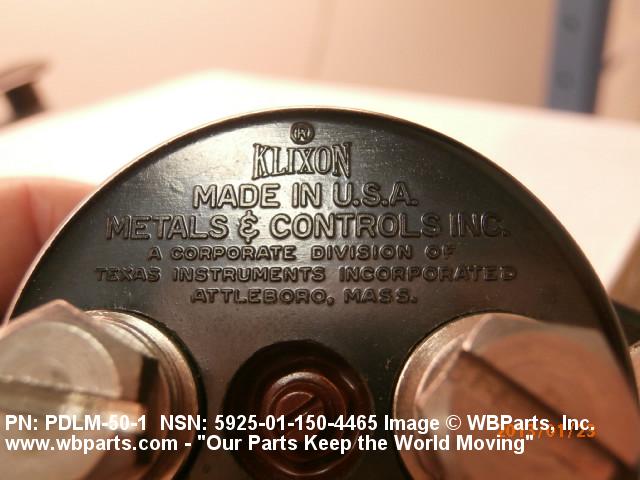 ®
KLIXON
MADE IN U.S.A.
METALS & CONTROLS INC.
A CORPORATE DIVISION OF
TEXAS INSTRUMENTS INCORPORATED
ATTLEBORO, MASS.
PN: PDLM-50-1 NSN: 5925-01-150-4465 Image © WBParts, Inc.
www.wbparts.com - "Our Parts Keep the World Moving"